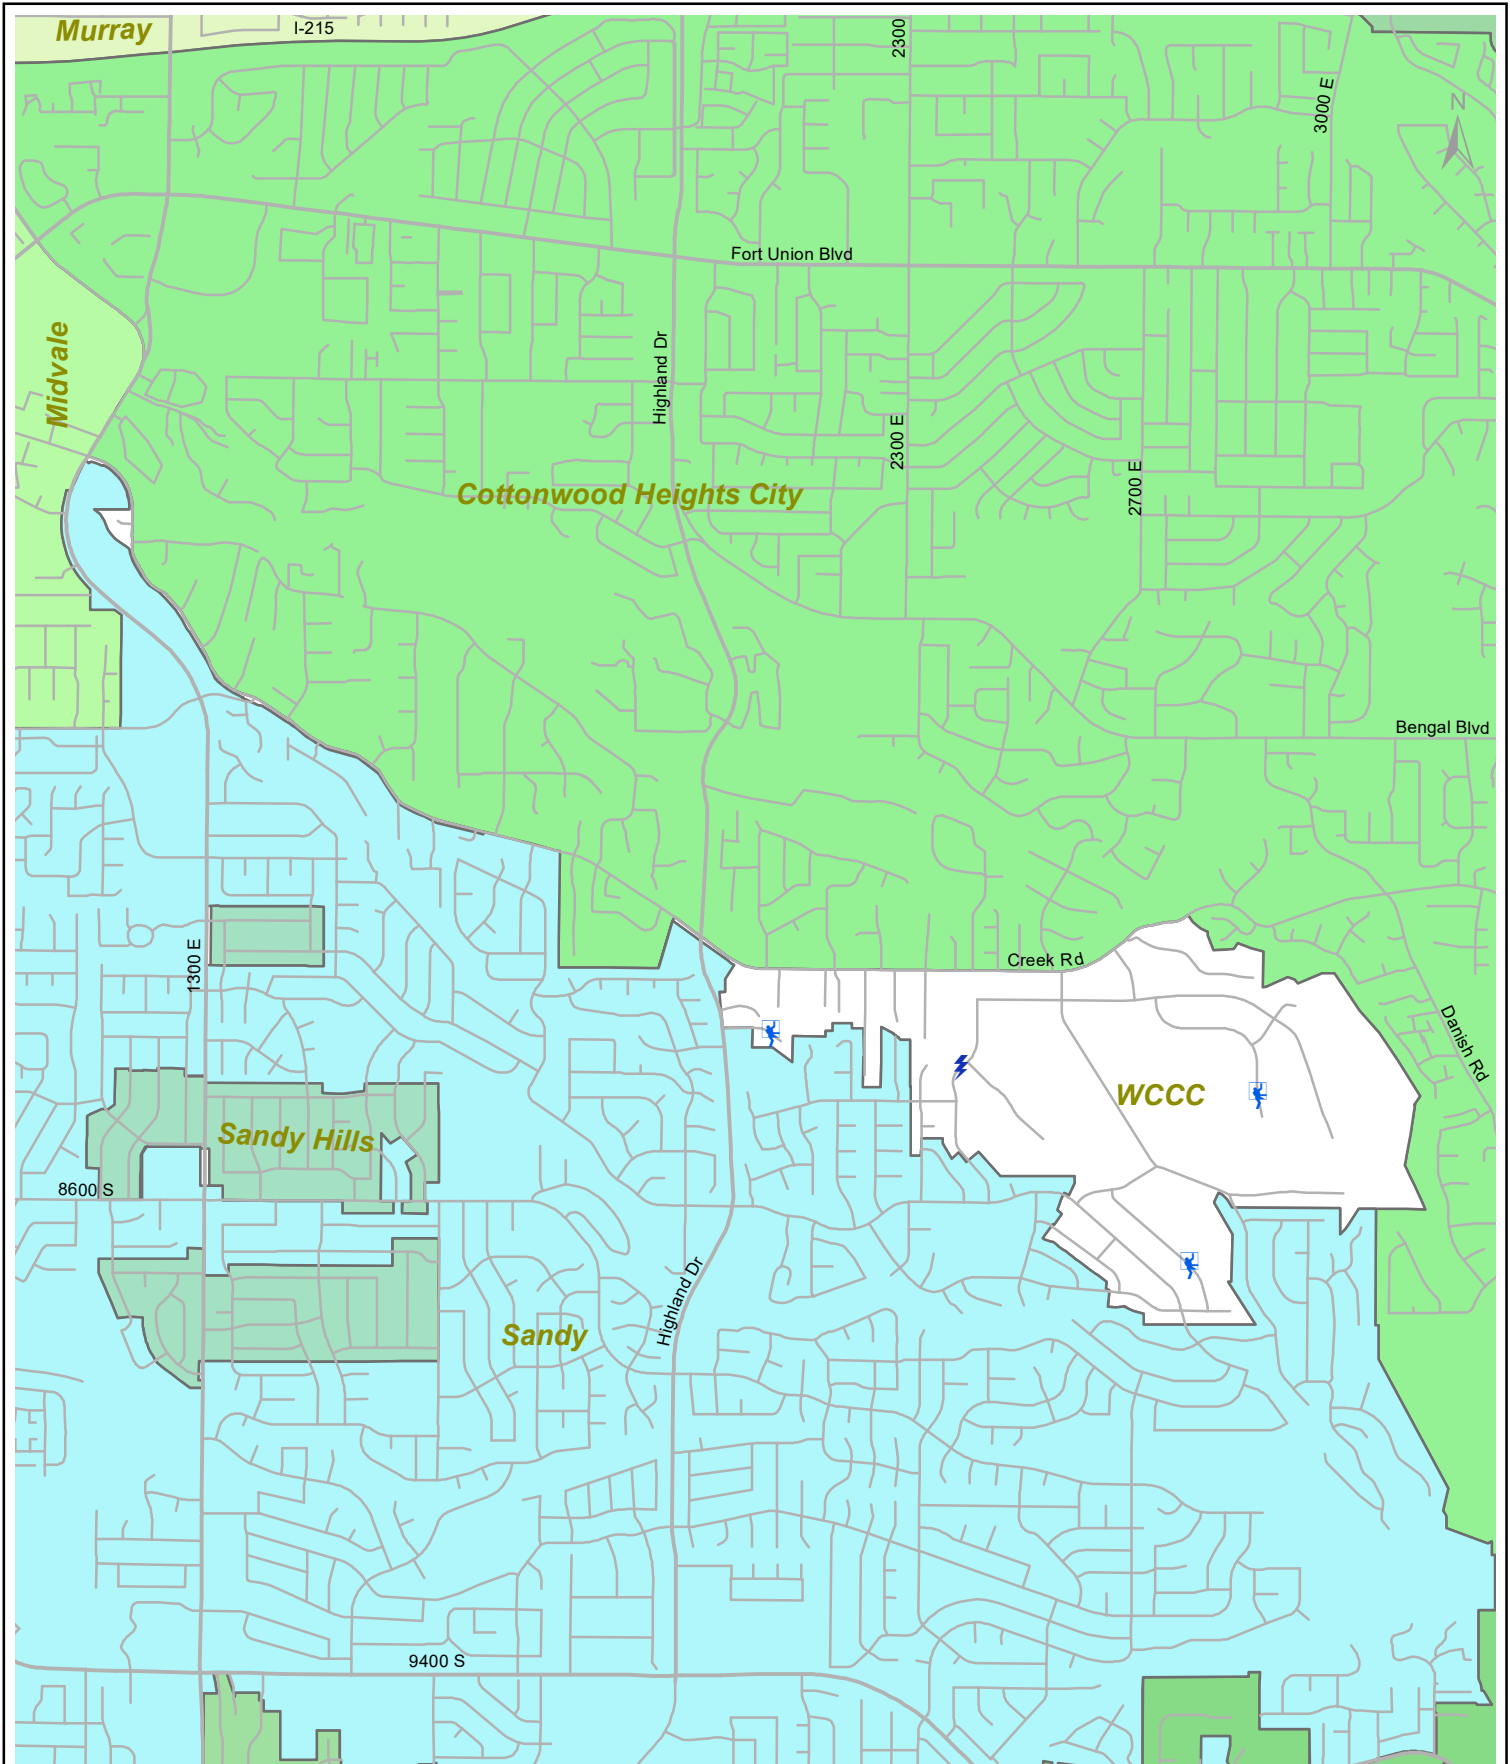 Murray
I-215
2300
3000 E
N
Fort Union Blvd
Midvale
Highland Dr
2300 E
2700 E
Cottonwood Heights City
Bengal Blvd
1300 E
Creek Rd
Danish Rd
WCCC
Sandy Hills
8600 S
Highland Dr
Sandy
9400 S